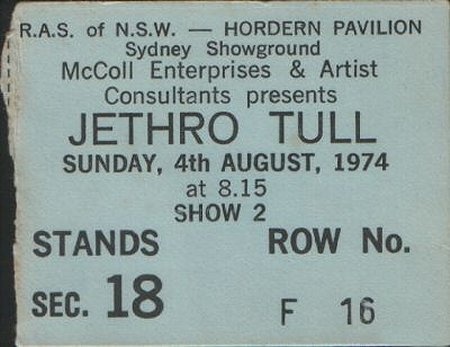 R.A.S. of N.S.W. — HORDERN PAVILION
Sydney Showground
McColl Enterprises & Artist
Consultants presents
JETHRO TULL
SUNDAY, 4th AUGUST, 1974
at 8.15
SHOW 2
STANDS ROW No.
SEC. 18 F 16